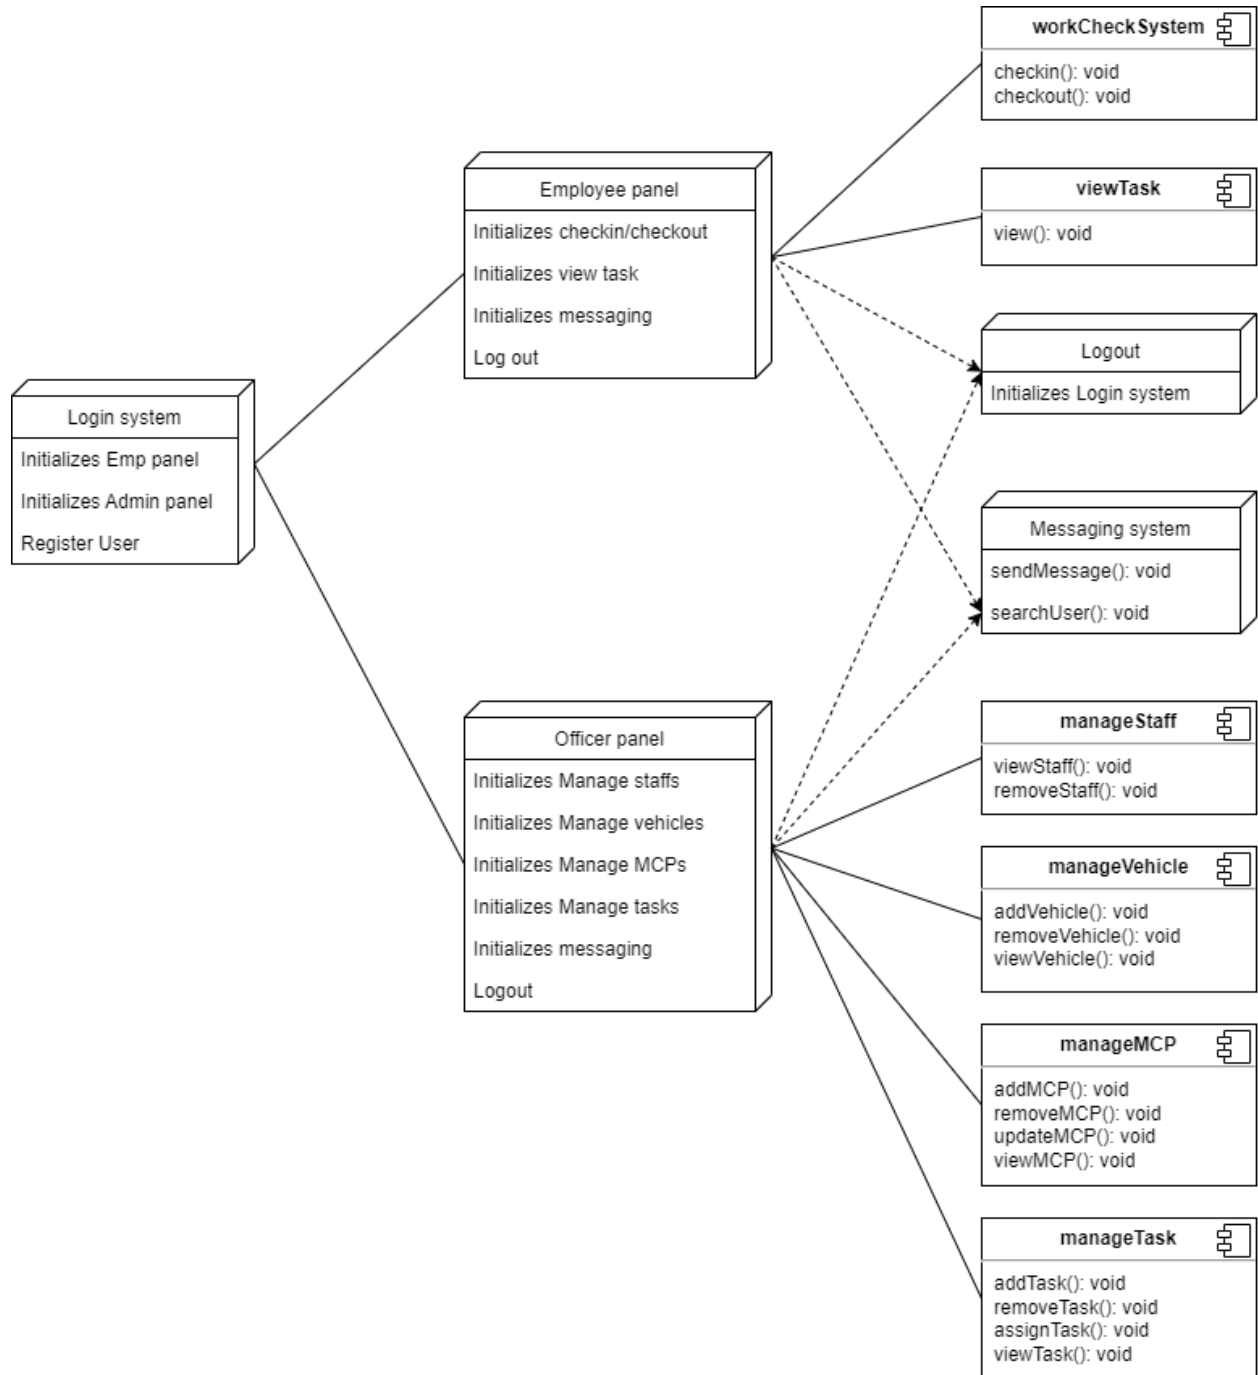 workCheckSystem
checkin(): void
checkout(): void
Employee panel
Initializes checkin/checkout
Initializes view task
Initializes messaging
Log out
viewTask
view(): void
Logout
Initializes Login system
Login system
Initializes Emp panel
Initializes Admin panel
Register User
Messaging system
sendMessage(): void
searchUser(): void
Officer panel
Initializes Manage staffs
Initializes Manage vehicles
Initializes Manage MCPs
Initializes Manage tasks
Initializes messaging
Logout
manageStaff
viewStaff(): void
removeStaff(): void
manageVehicle
addVehicle(): void
removeVehicle(): void
viewVehicle(): void
manageMCP
addMCP(): void
removeMCP(): void
updateMCP(): void
viewMCP(): void
manageTask
addTask(): void
removeTask(): void
assignTask(): void
viewTask(): void